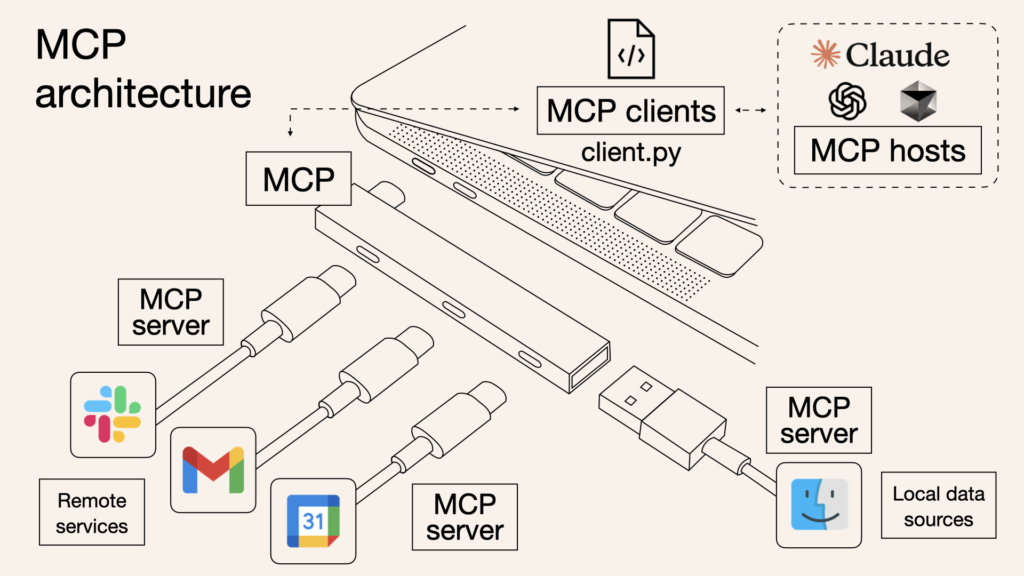 MCP
architecture
</>
Claude
MCP clients
client.py
MCP hosts
MCP
MCP
server
Remote
services
31
MCP
server
MCP
server
Local data
sources